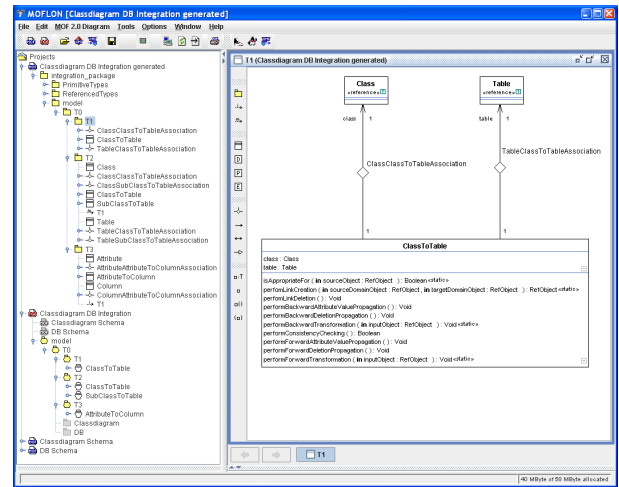 MOFLON [Classdiagram DB Integration generated]
File Edit MOF 2.0 Diagram Tools Options Window Help
Projects
Classdiagram DB Integration generated
integration_package
PrimitiveTypes
ReferencedTypes
model
T0
T1
ClassClassToTableAssociation
ClassToTable
TableClassToTableAssociation
T2
Class
ClassClassToTableAssociation
ClassSubClassToTableAssociation
ClassToTable
SubClassToTable
T1
Table
TableClassToTableAssociation
TableSubClassToTableAssociation
T3
Attribute
AttributeAttributeToColumnAssociation
AttributeToColumn
Column
ColumnAttributeToColumnAssociation
T1
Classdiagram DB Integration
Classdiagram Schema
DB Schema
model
T0
T1
ClassToTable
T2
ClassToTable
SubClassToTable
T3
AttributeToColumn
Classdiagram
DB
Classdiagram Schema
DB Schema
T1 (Classdiagram DB Integration generated)
D
P
E
Class
«reference»
Table
«reference»
class 1
table 1
ClassClassToTableAssociation
TableClassToTableAssociation
1
1
ClassToTable
class : Class
table : Table
isAppropriateFor ( in sourceObject : RefObject ) : Boolean «static»
perfomLinkCreation ( in sourceDomainObject : RefObject , in targetDomainObject : RefObject ) : RefObject «static»
perfomLinkDeletion ( ) : Void
performBackwardAttributeValuePropagation ( ) : Void
performBackwardDeletionPropagation ( ) : Void
performBackwardTransformation ( in inputObject : RefObject ) : Void «static»
performConsistencyChecking ( ) : Boolean
performForwardAttributeValuePropagation ( ) : Void
performForwardDeletionPropagation ( ) : Void
performForwardTransformation ( in inputObject : RefObject ) : Void «static»
T1
40 MByte of 58 MByte allocated